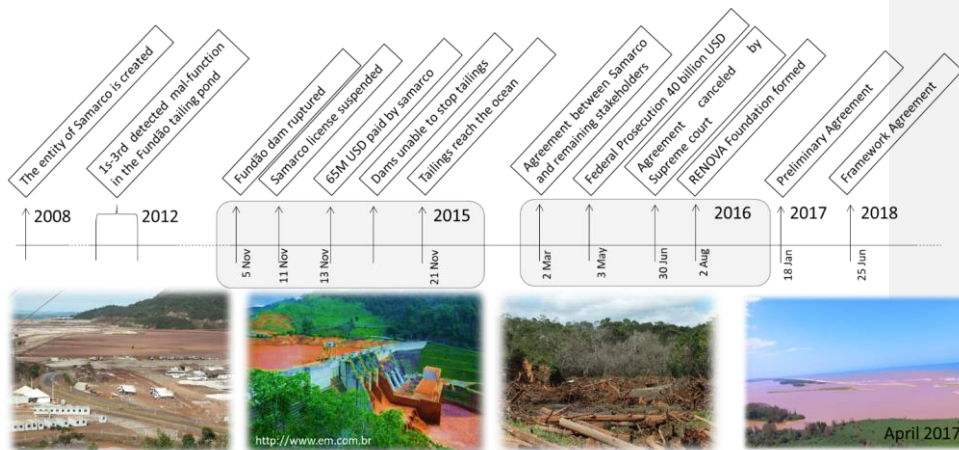 The entity of Samarco is created
1s-3rd detected mal-function
in the Fundão tailing pond
Fundão dam ruptured
Samarco license suspended
65M USD paid by samarco
Dams unable to stop tailings
Tailings reach the ocean
Agreement between Samarco
and remaining stakeholders
Federal Prosecution 40 billion USD
Agreement canceled by
Supreme court
RENOVA Foundation formed
Preliminary Agreement
Framework Agreement
2008
2012
2015
2016
2017
2018
5 Nov
11 Nov
13 Nov
21 Nov
2 Mar
3 May
30 Jun
2 Aug
18 Jan
25 Jun
http://www.em.com.br
April 2017